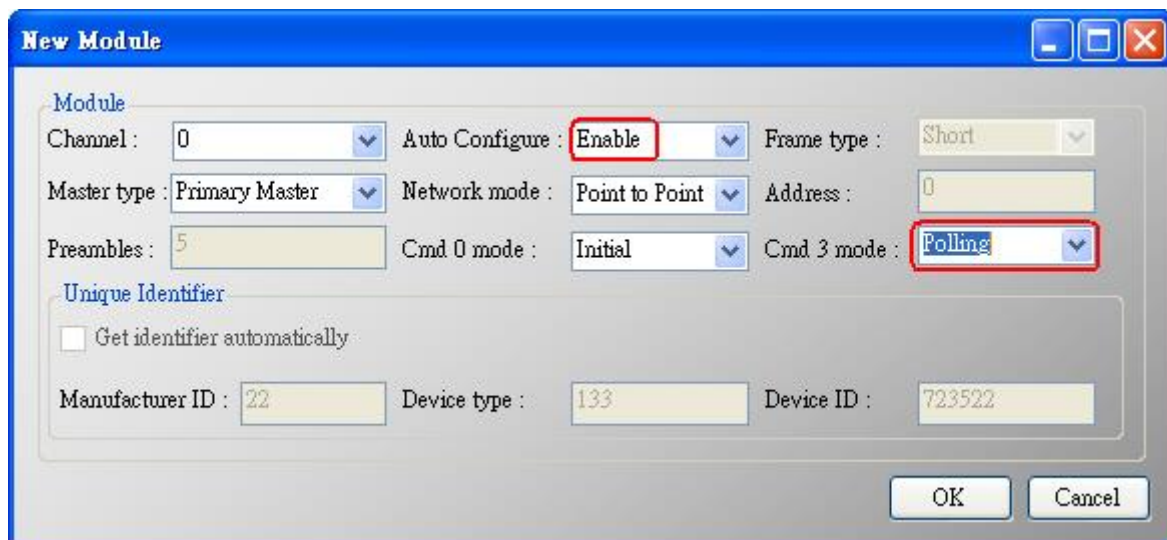 New Module
Module
Channel : 0 Auto Configure : Enable Frame type : Short
Master type : Primary Master Network mode : Point to Point Address : 0
Preambles : 5 Cmd 0 mode : Initial Cmd 3 mode : Polling
Unique Identifier
Get identifier automatically
Manufacturer ID : 22 Device type : 133 Device ID : 723522
OK Cancel